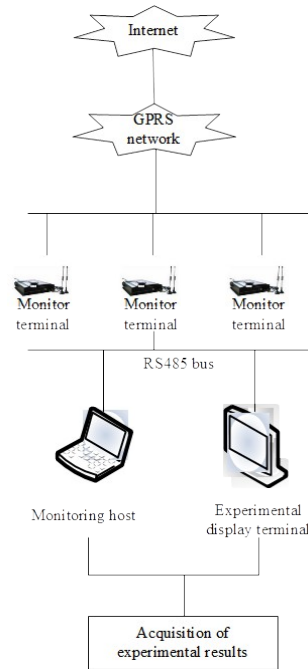 Internet
GPRS
network
Monitor
terminal
Monitor
terminal
Monitor
terminal
RS485 bus
Monitoring host
Experimental
display terminal
Acquisition of
experimental results